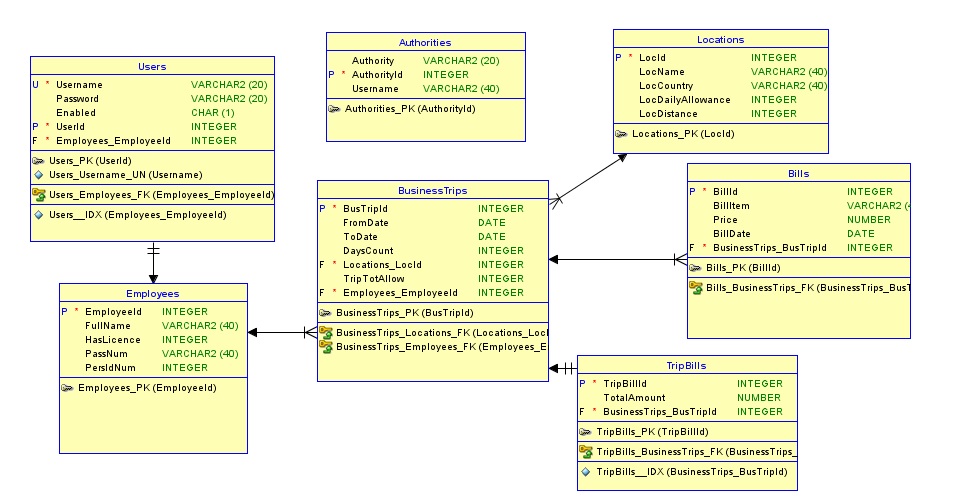 Users
U * Username VARCHAR2 (20)
Password VARCHAR2 (20)
Enabled CHAR (1)
P * UserId INTEGER
F * Employees_EmployeeId INTEGER
Users_PK (UserId)
Users_Username_UN (Username)
Users_Employees_FK (Employees_EmployeeId)
Users__IDX (Employees_EmployeeId)
Authorities
Authority VARCHAR2 (20)
P * AuthorityId INTEGER
Username VARCHAR2 (40)
Authorities_PK (AuthorityId)
Locations
P * LocId INTEGER
LocName VARCHAR2 (40)
LocCountry VARCHAR2 (40)
LocDailyAllowance INTEGER
LocDistance INTEGER
Locations_PK (LocId)
BusinessTrips
P * BusTripId INTEGER
FromDate DATE
ToDate DATE
DaysCount INTEGER
F * Locations_LocId INTEGER
TripTotAllow INTEGER
F * Employees_EmployeeId INTEGER
BusinessTrips_PK (BusTripId)
BusinessTrips_Locations_FK (Locations_Loc
BusinessTrips_Employees_FK (Employees_E
Bills
P * BillId INTEGER
BillItem VARCHAR2 (
Price NUMBER
BillDate DATE
F * BusinessTrips_BusTripId INTEGER
Bills_PK (BillId)
Bills_BusinessTrips_FK (BusinessTrips_Bus
Employees
P * EmployeeId INTEGER
FullName VARCHAR2 (40)
HasLicence INTEGER
PassNum VARCHAR2 (40)
PersIdNum INTEGER
Employees_PK (EmployeeId)
TripBills
P * TripBillId INTEGER
TotalAmount NUMBER
F * BusinessTrips_BusTripId INTEGER
TripBills_PK (TripBillId)
TripBills_BusinessTrips_FK (BusinessTrips_
TripBills__IDX (BusinessTrips_BusTripId)